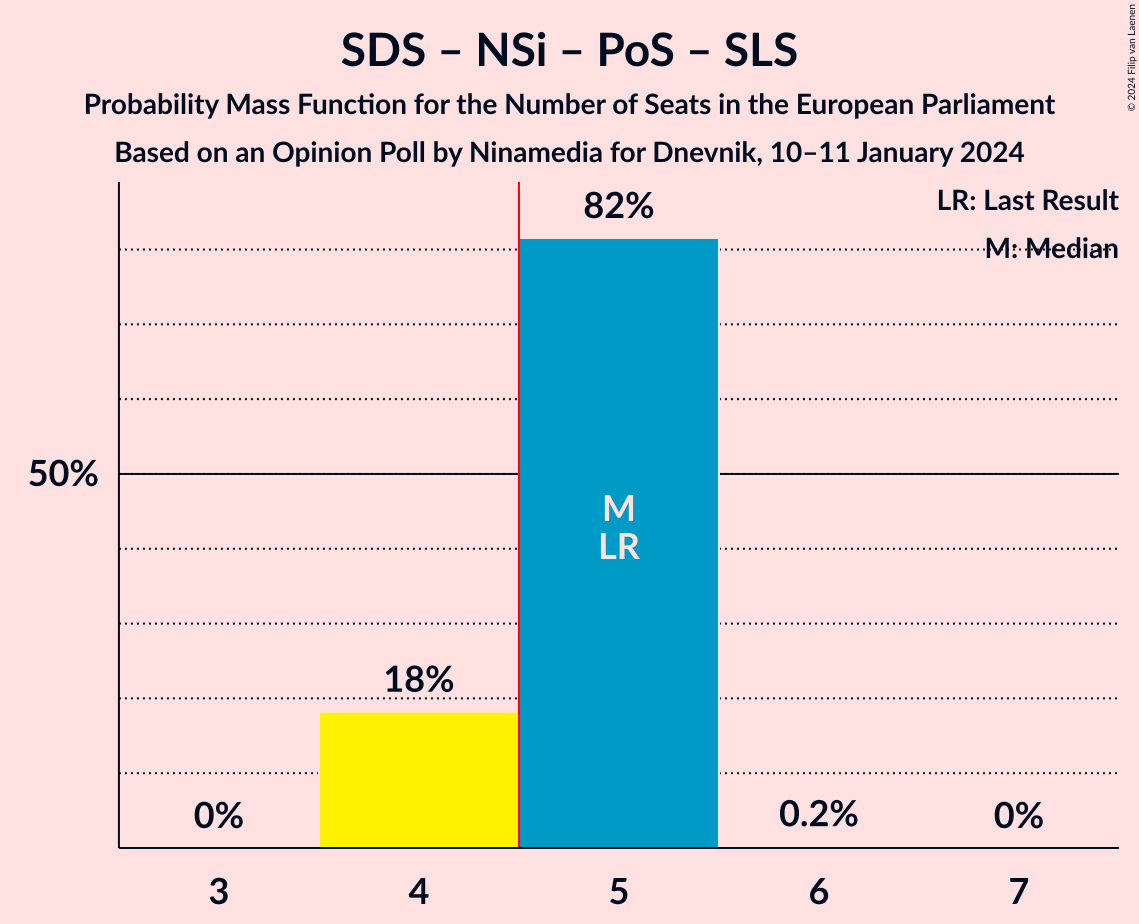 SDS – NSi – PoS – SLS
Probability Mass Function for the Number of Seats in the European Parliament
Based on an Opinion Poll by Ninamedia for Dnevnik, 10–11 January 2024
© 2024 Filip van Laenen
LR: Last Result
M: Median
82%
50%
M
LR
18%
0%
0.2%
0%
3 4 5 6 7